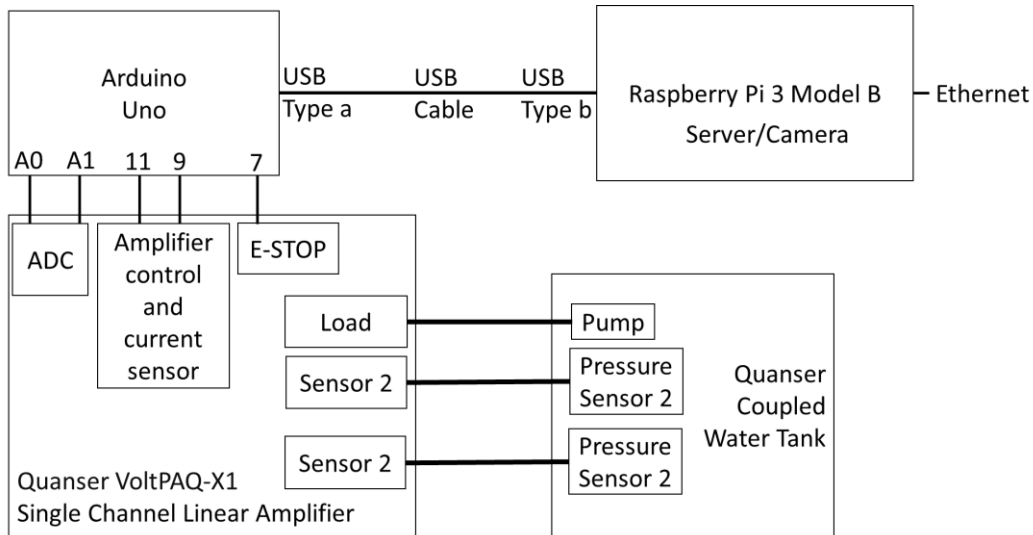 Arduino
Uno
USB
Type a
USB
Cable
USB
Type b
Raspberry Pi 3 Model B
Server/Camera
Ethernet
A0 A1 11 9 7
ADC
Amplifier
control
and
current
sensor
E-STOP
Load
Sensor 2
Sensor 2
Quanser VoltPAQ-X1
Single Channel Linear Amplifier
Pump
Pressure
Sensor 2
Pressure
Sensor 2
Quanser
Coupled
Water Tank